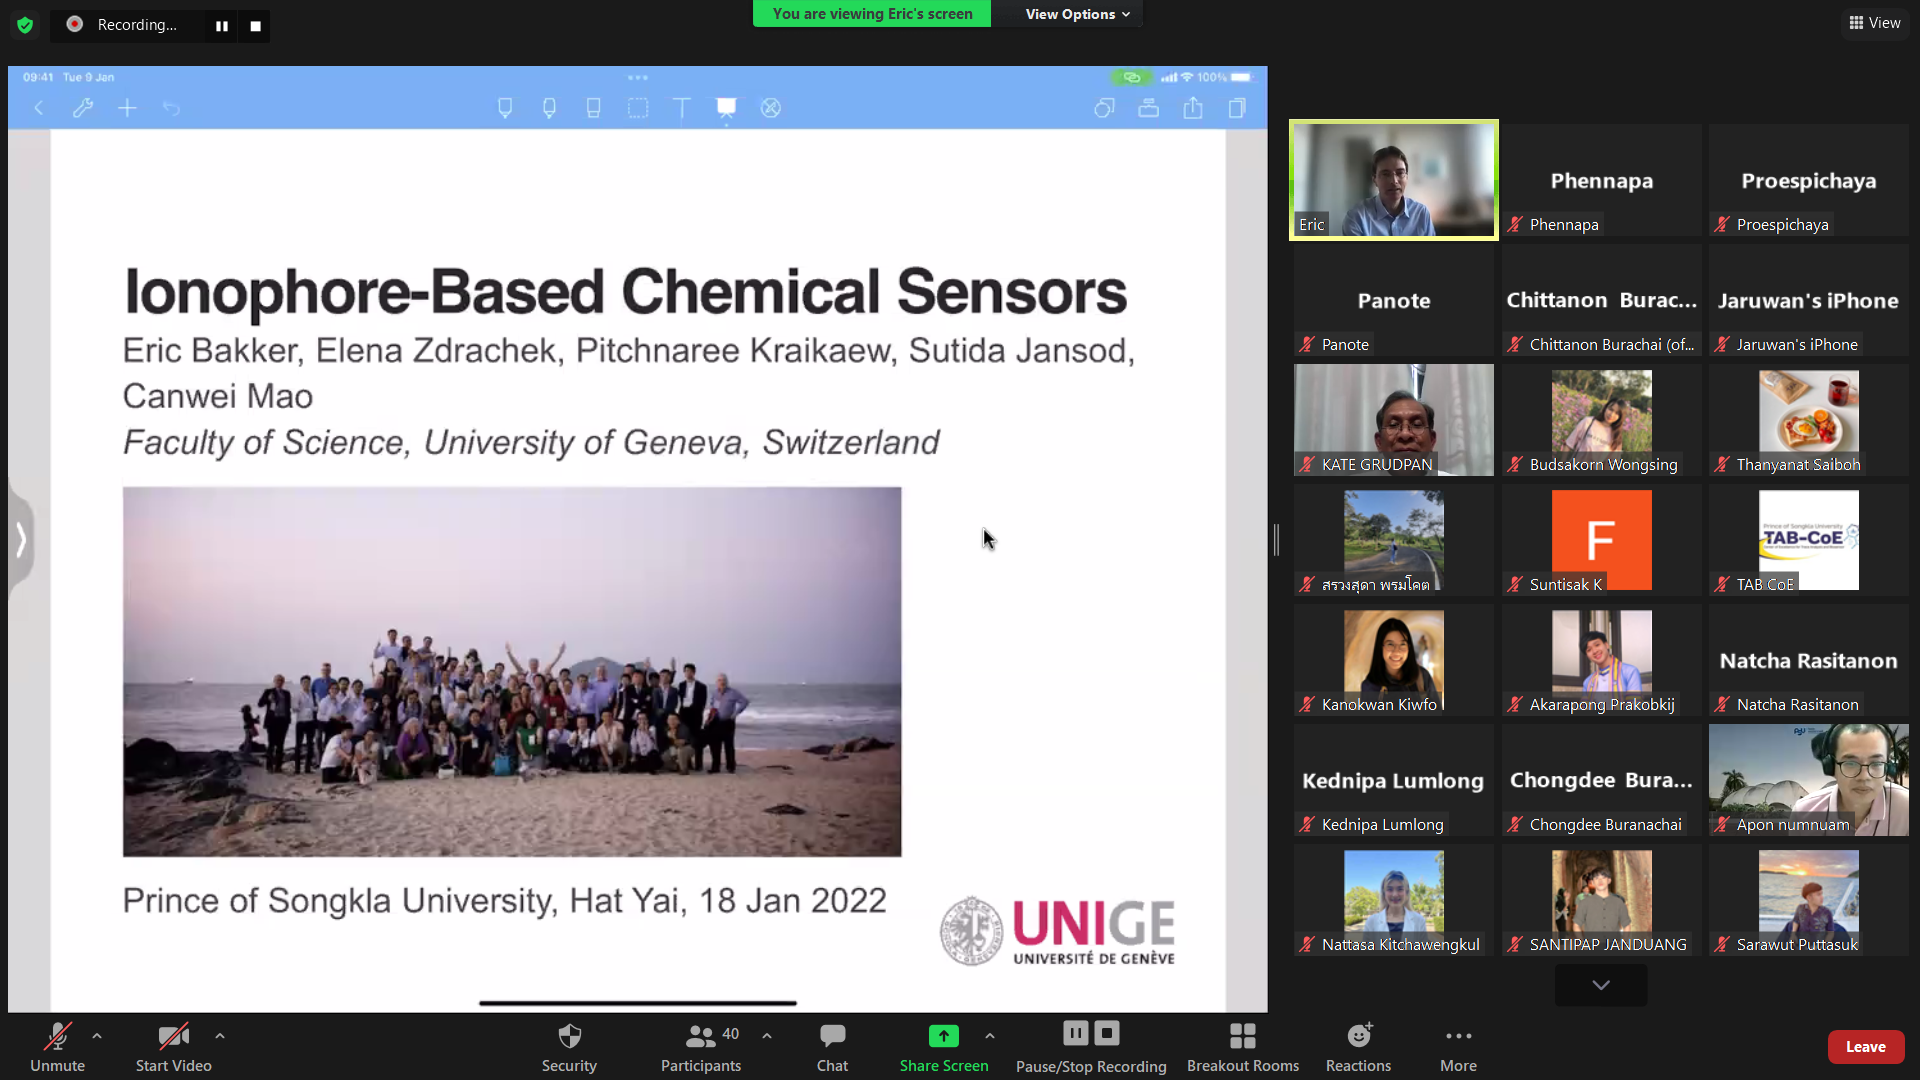 Recording...
You are viewing Eric's screen
View Options
View
09:41 Tue 9 Jan
100%
Ionophore-Based Chemical Sensors
Eric Bakker, Elena Zdrachek, Pitchnaree Kraikaew, Sutida Jansod,
Canwei Mao
Faculty of Science, University of Geneva, Switzerland
Prince of Songkla University, Hat Yai, 18 Jan 2022
UNIGE
UNIVERSITÉ DE GENÈVE
Eric
Phennapa
Phennapa
Proespichaya
Proespichaya
Panote
Panote
Chittanon Burac...
Chittanon Burachai (of...
Jaruwan's iPhone
Jaruwan's iPhone
KATE GRUDPAN
Budsakorn Wongsing
Thanyanat Saiboh
สรวงสุดา พรมโคต
F
Suntisak K
Prince of Songkla University
TAB-CoE
TAB CoE
Kanokwan Kiwfo
Akarapong Prakobkij
Natcha Rasitanon
Natcha Rasitanon
Kednipa Lumlong
Kednipa Lumlong
Chongdee Bura...
Chongdee Buranachai
Apon numnuam
Nattasa Kitchawengkul
SANTIPAP JANDUANG
Sarawut Puttasuk
Unmute
Start Video
Security
40
Participants
Chat
Share Screen
Pause/Stop Recording
Breakout Rooms
Reactions
More
Leave